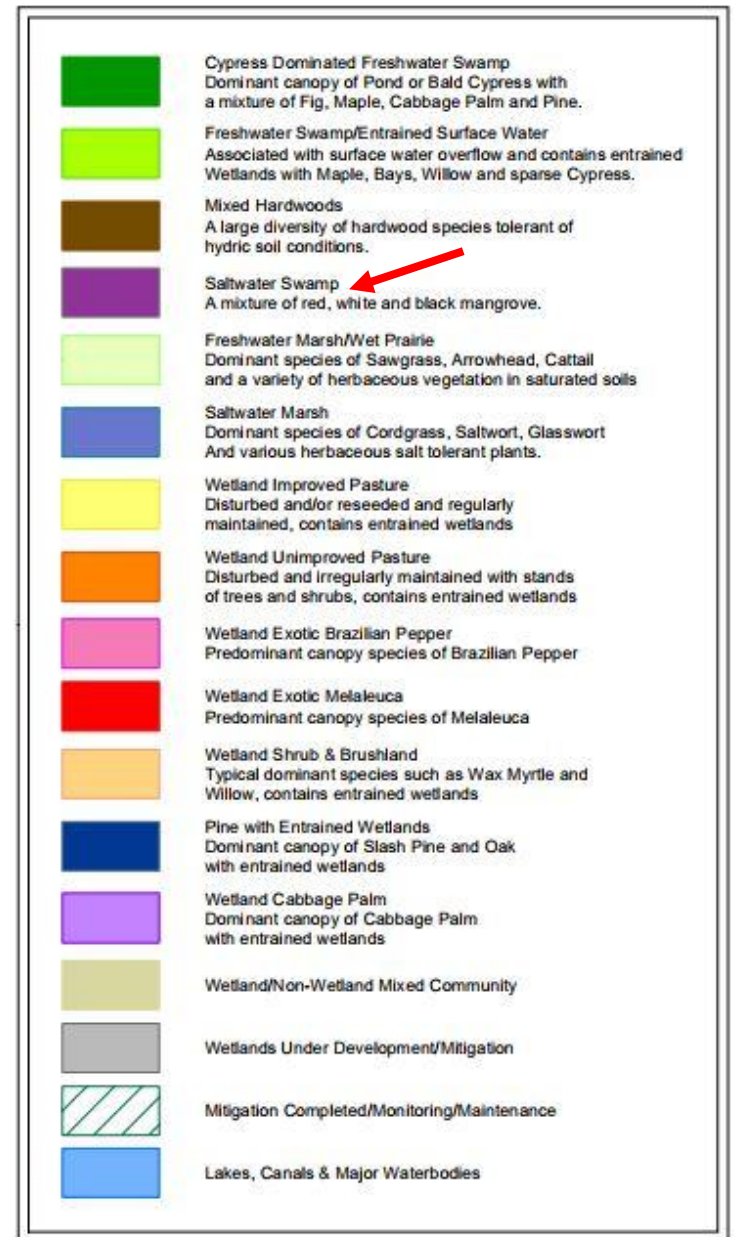 Cypress Dominated Freshwater Swamp
Dominant canopy of Pond or Bald Cypress with
a mixture of Fig, Maple, Cabbage Palm and Pine.
Freshwater Swamp/Entrained Surface Water
Associated with surface water overflow and contains entrained
Wetlands with Maple, Bays, Willow and sparse Cypress.
Mixed Hardwoods
A large diversity of hardwood species tolerant of
hydric soil conditions.
Saltwater Swamp
A mixture of red, white and black mangrove.
Freshwater Marsh/Wet Prairie
Dominant species of Sawgrass, Arrowhead, Cattail
and a variety of herbaceous vegetation in saturated soils
Saltwater Marsh
Dominant species of Cordgrass, Saltwort, Glasswort
And various herbaceous salt tolerant plants.
Wetland Improved Pasture
Disturbed and/or reseeded and regularly
maintained, contains entrained wetlands
Wetland Unimproved Pasture
Disturbed and irregularly maintained with stands
of trees and shrubs, contains entrained wetlands
Wetland Exotic Brazilian Pepper
Predominant canopy species of Brazilian Pepper
Wetland Exotic Melaleuca
Predominant canopy species of Melaleuca
Wetland Shrub & Brushland
Typical dominant species such as Wax Myrtle and
Willow, contains entrained wetlands
Pine with Entrained Wetlands
Dominant canopy of Slash Pine and Oak
with entrained wetlands
Wetland Cabbage Palm
Dominant canopy of Cabbage Palm
with entrained wetlands
Wetland/Non-Wetland Mixed Community
Wetlands Under Development/Mitigation
Mitigation Completed/Monitoring/Maintenance
Lakes, Canals & Major Waterbodies